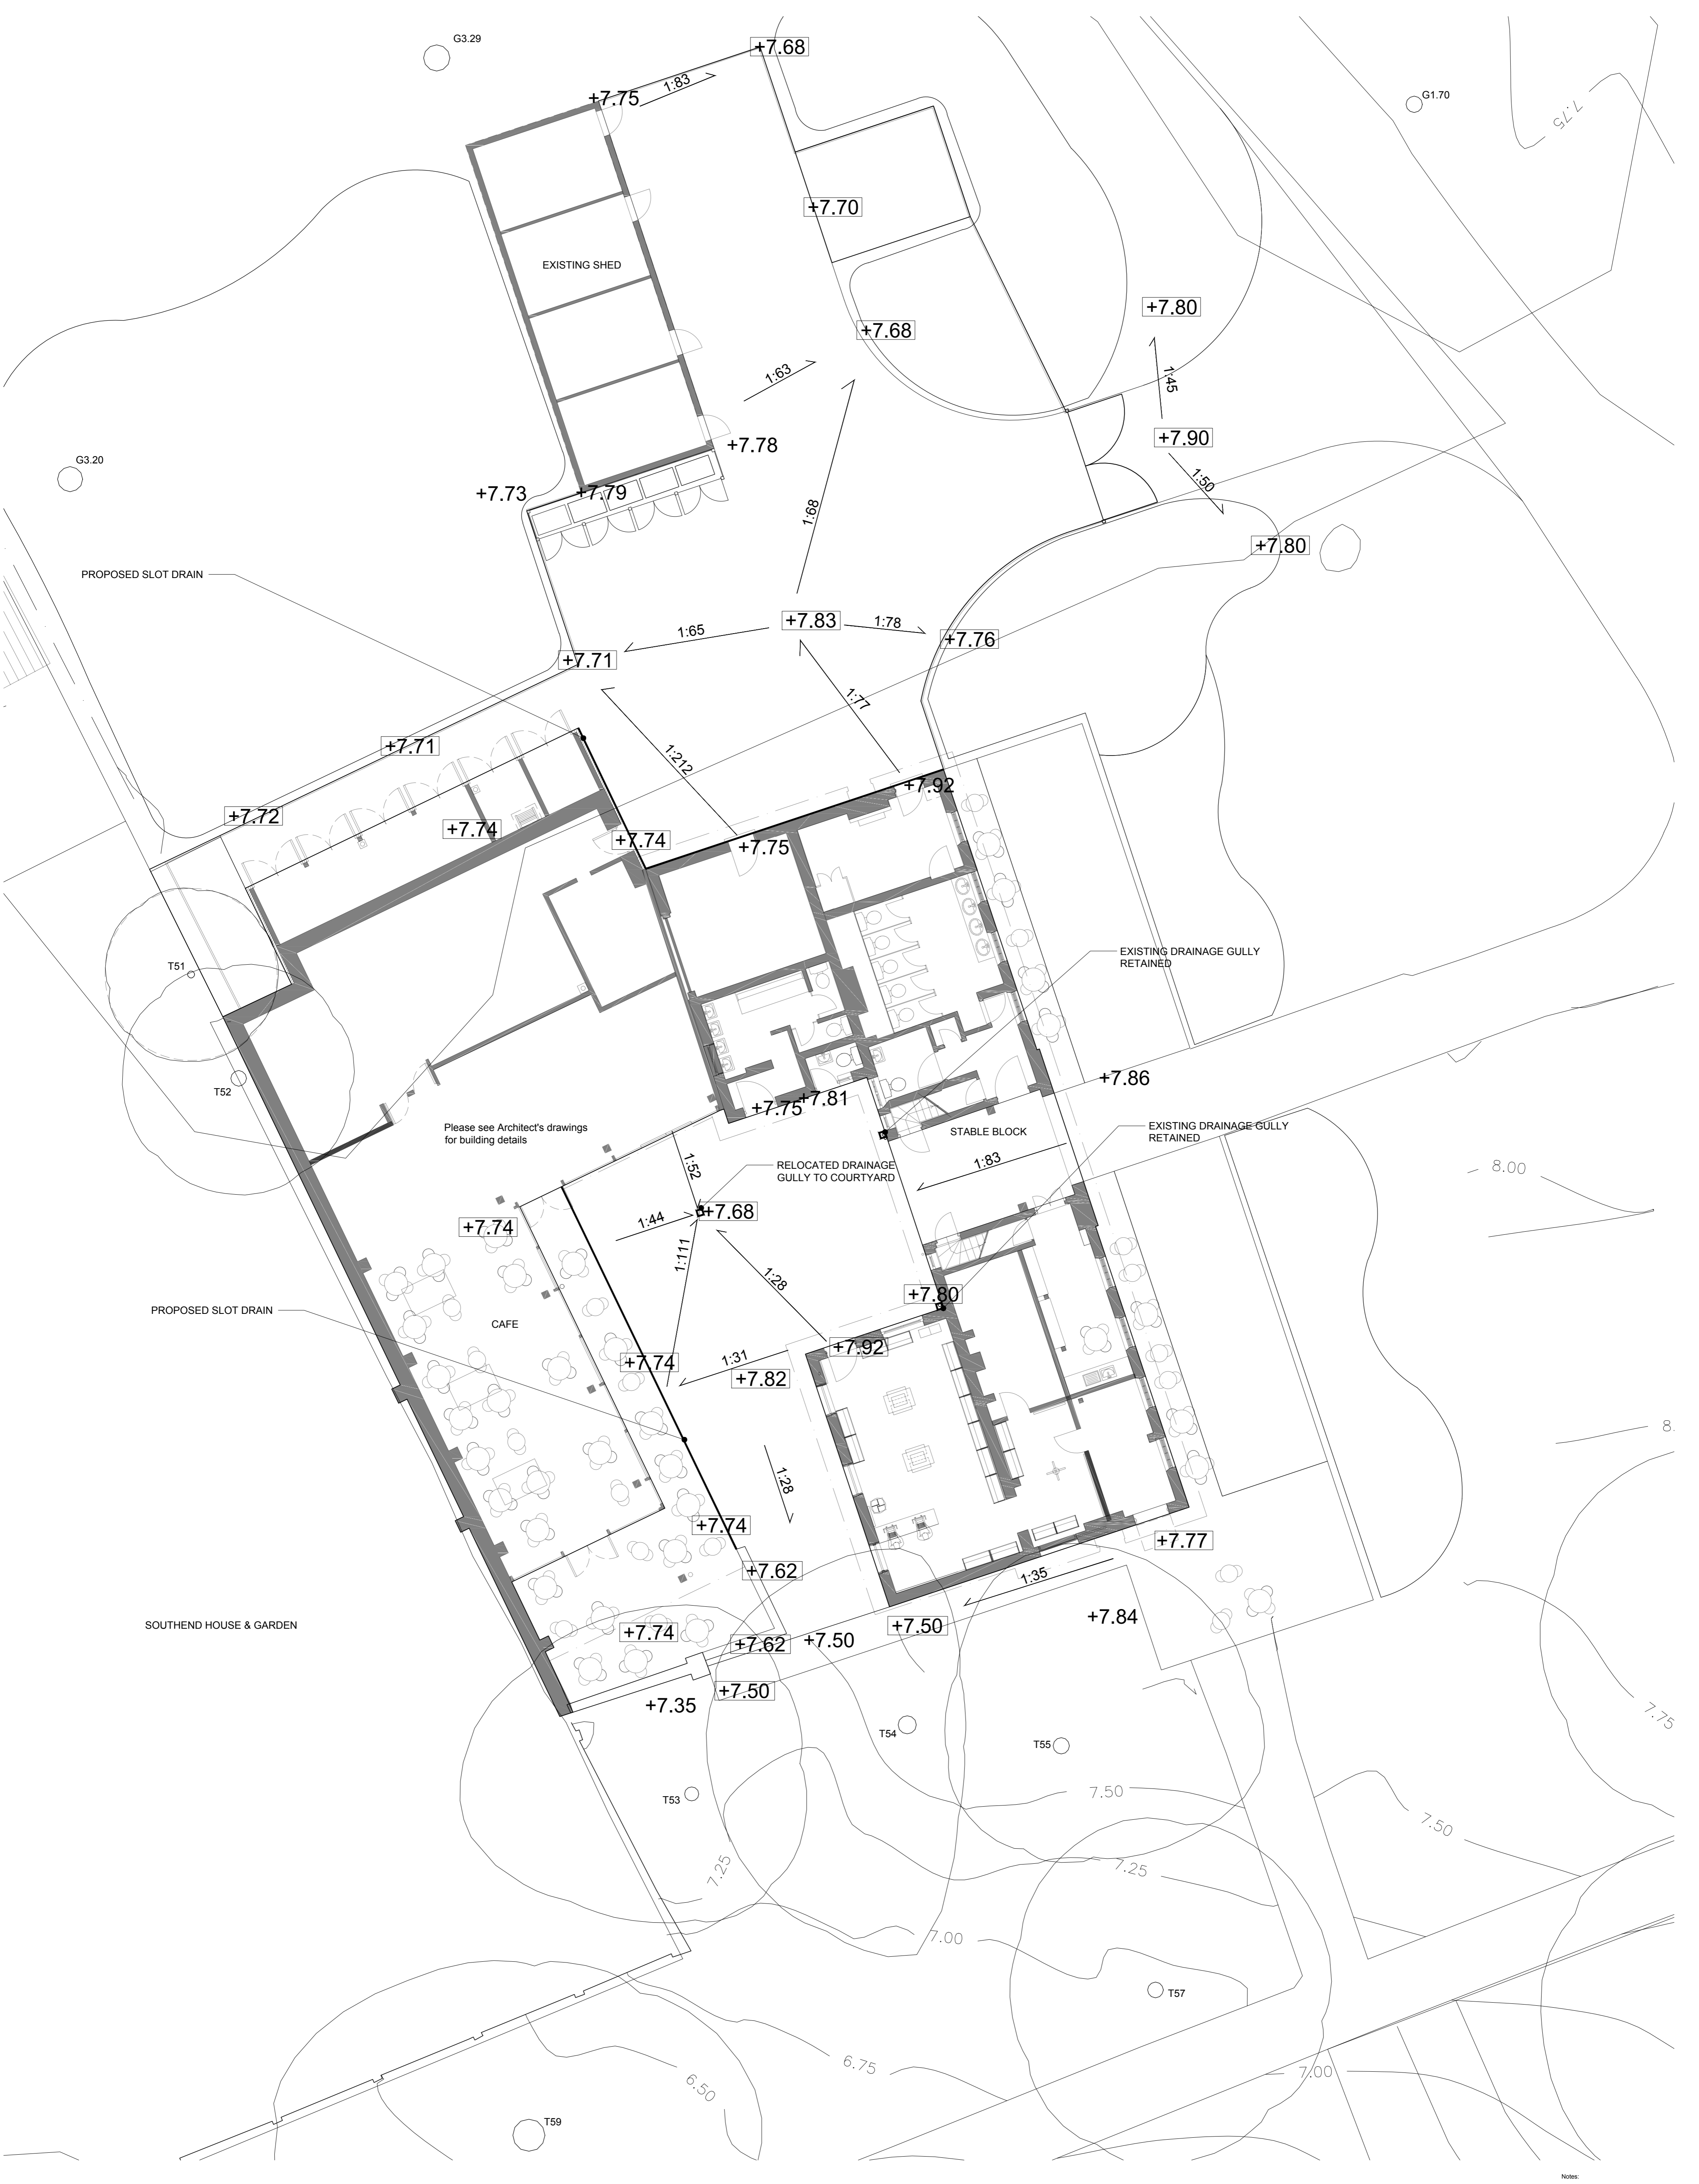 G3.29
+7.68
1:83
+7.75
G1.70
7.75
+7.70
EXISTING SHED
+7.80
+7.68
1:63
1:45
+7.90
+7.78
G3.20
1:50
+7.73
+7.79
1:68
+7.80
PROPOSED SLOT DRAIN
+7.83
1:78
1:65
+7.76
+7.71
1:77
+7.71
1:212
+7.92
+7.72
+7.74
+7.74
+7.75
EXISTING DRAINAGE GULLY
RETAINED
T51
T52
+7.86
+7.81
+7.75
Please see Architect's drawings
for building details
STABLE BLOCK
EXISTING DRAINAGE GULLY
RETAINED
1:52
RELOCATED DRAINAGE
GULLY TO COURTYARD
1:83
8.00
+7.68
1:44
+7.74
1:111
1:28
+7.80
PROPOSED SLOT DRAIN
CAFE
+7.92
1:31
+7.74
+7.82
8.
1:28
+7.74
+7.77
+7.62
1:35
+7.84
SOUTHEND HOUSE & GARDEN
+7.50
+7.74
+7.50
+7.62
+7.50
+7.35
7.75
T54
T55
7.50
T53
7.50
7.25
7.25
7.00
T57
6.75
7.00
6.50
T59
Notes: